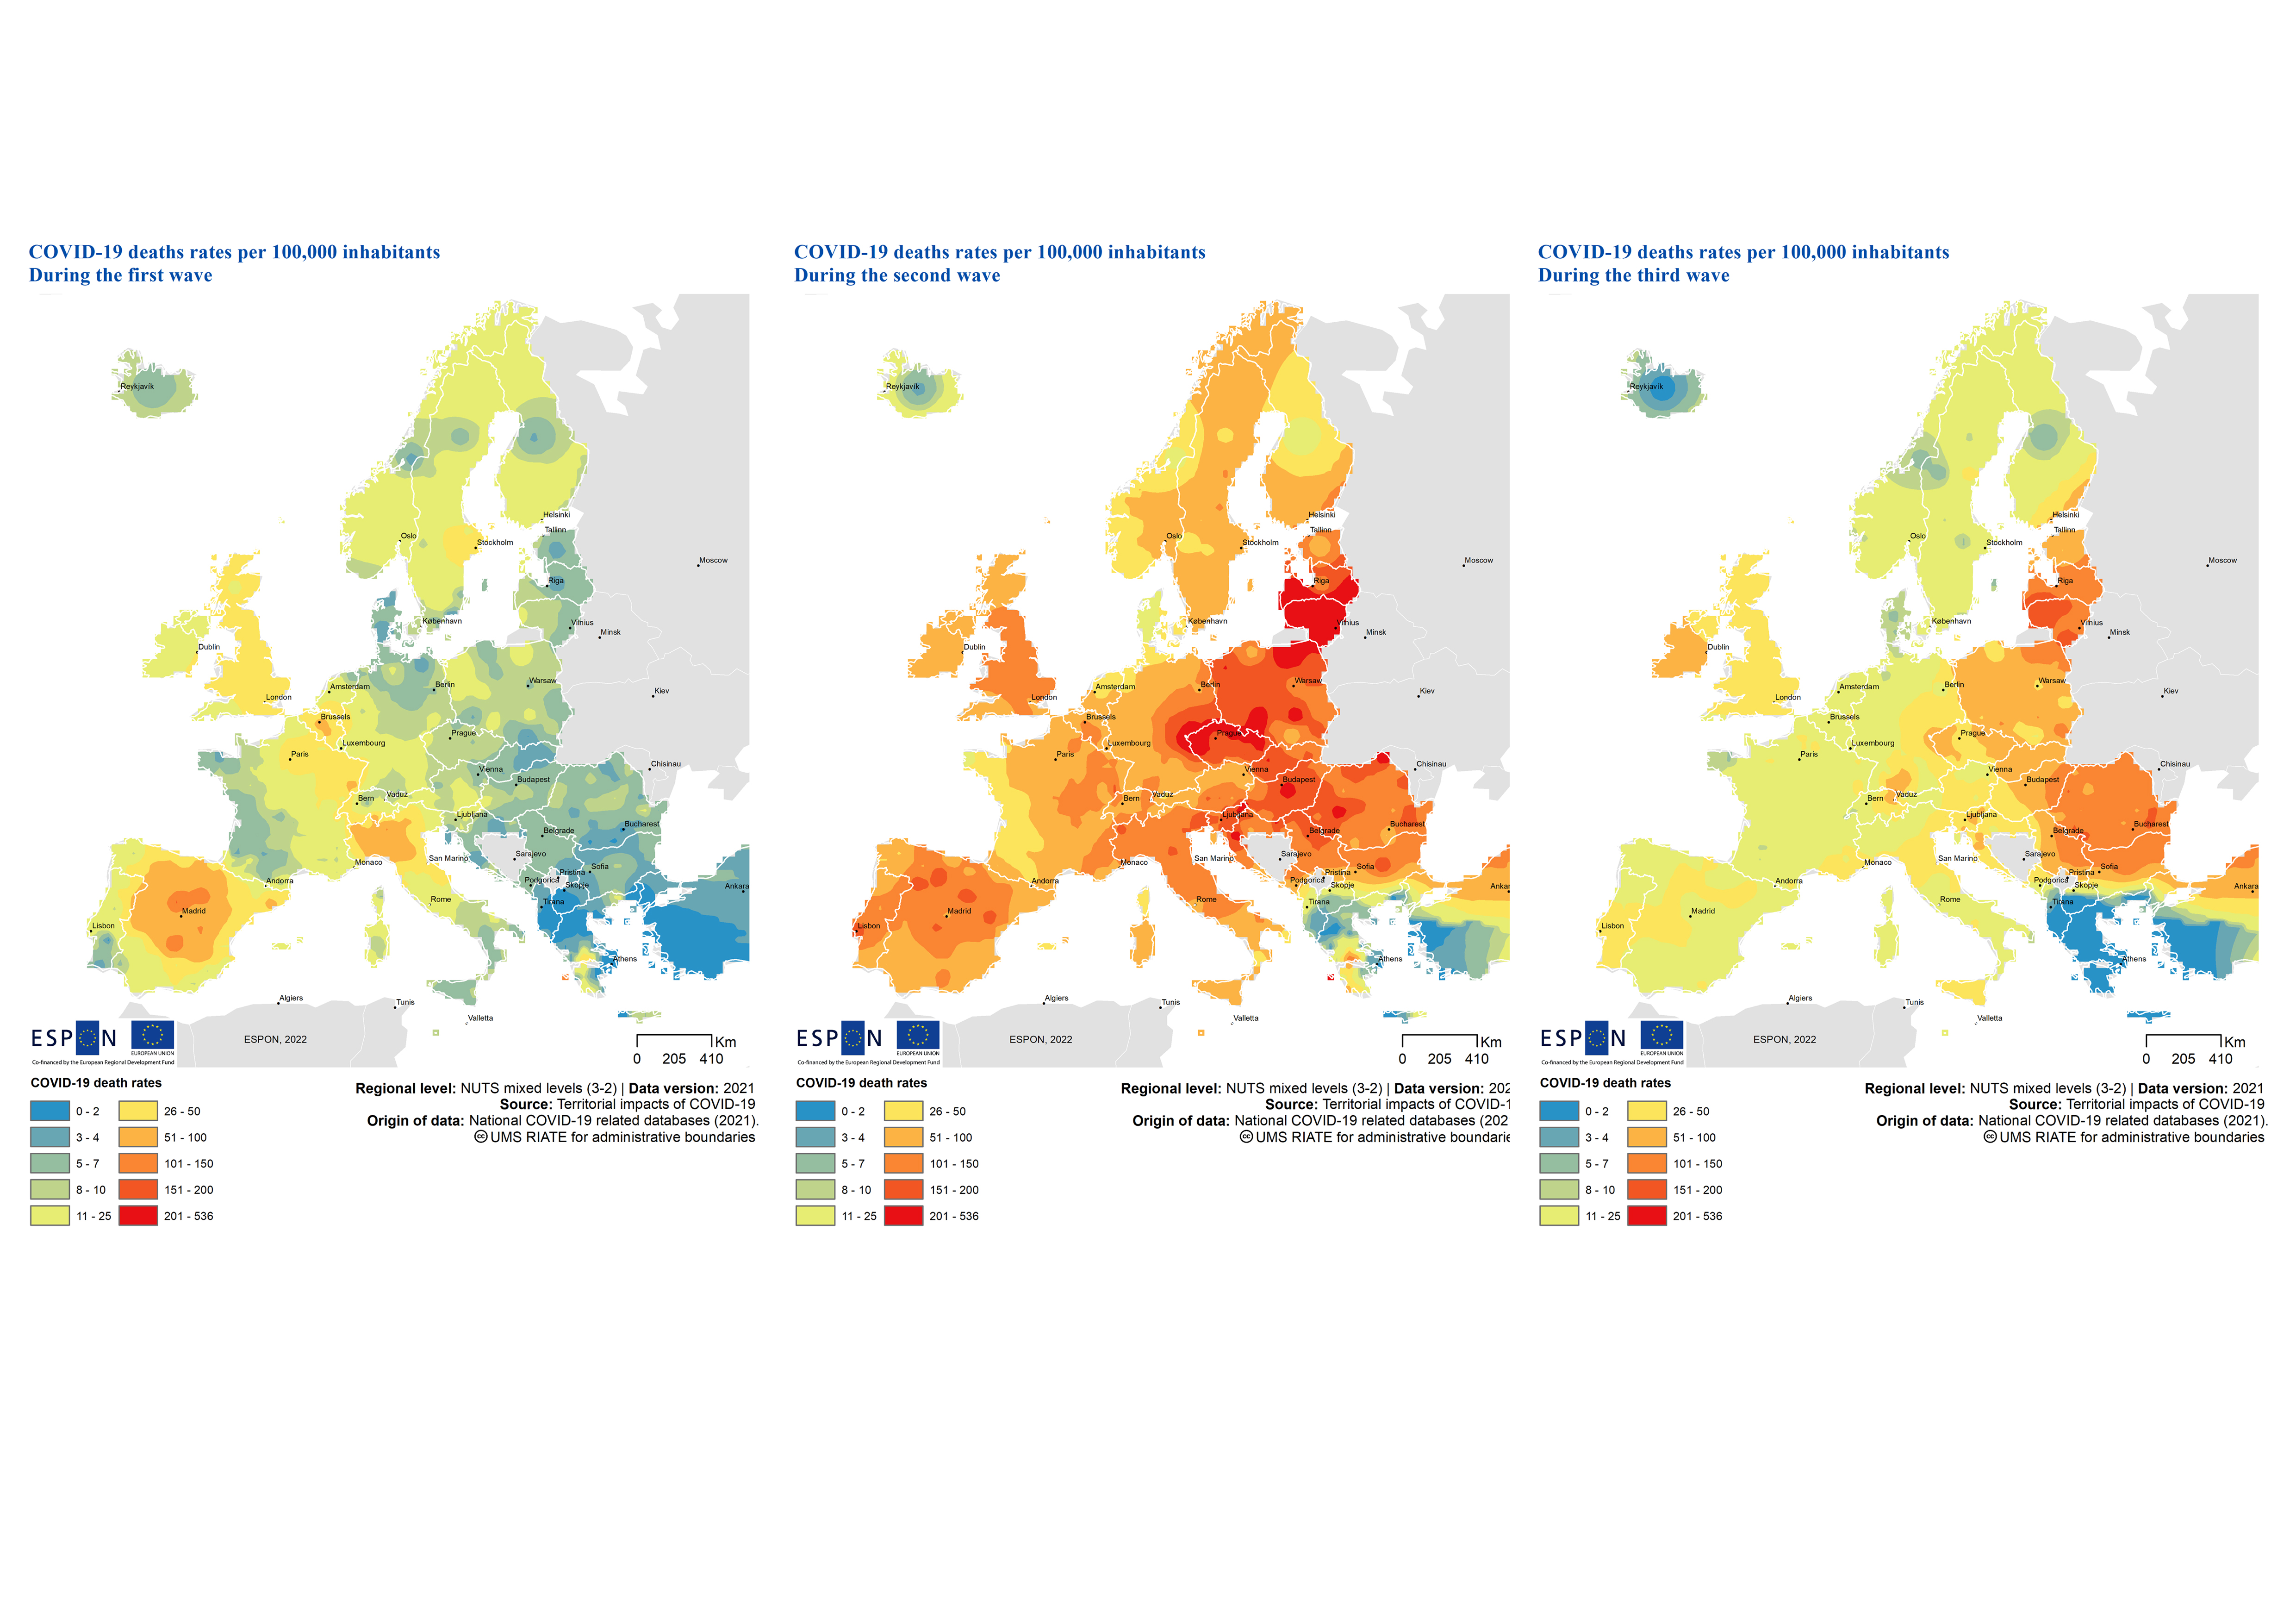 COVID-19 deaths rates per 100,000 inhabitants
During the first wave
Reykjavík
Helsinki
Tallinn
Oslo
Stockholm
Moscow
Riga
København
Vilnius
Minsk
Dublin
Amsterdam
Berlin
Warsaw
London
Kiev
Brussels
Prague
Paris
Luxembourg
Chisinau
Vienna
Budapest
Bern
Vaduz
Ljubljana
Bucharest
Belgrade
San Marino
Sarajevo
Monaco
Sofia
Pristina
Andorra
Podgorica
Skopje
Ankara
Rome
Tirana
Madrid
Lisbon
Athens
Algiers
Tunis
Valletta
ESPON
EUROPEAN UNION
Co-financed by the European Regional Development Fund
ESPON, 2022
Km
0 205 410
COVID-19 death rates
0 - 2 26 - 50
3 - 4 51 - 100
5 - 7 101 - 150
8 - 10 151 - 200
11 - 25 201 - 536
Regional level: NUTS mixed levels (3-2) | Data version: 2021
Source: Territorial impacts of COVID-19
Origin of data: National COVID-19 related databases (2021).
cc UMS RIATE for administrative boundaries
COVID-19 deaths rates per 100,000 inhabitants
During the second wave
Reykjavík
Helsinki
Tallinn
Oslo
Stockholm
Moscow
Riga
København
Vilnius
Minsk
Dublin
Amsterdam
Berlin
Warsaw
London
Kiev
Brussels
Prague
Paris
Luxembourg
Chisinau
Vienna
Budapest
Bern
Vaduz
Ljubljana
Bucharest
Belgrade
San Marino
Sarajevo
Monaco
Sofia
Pristina
Andorra
Podgorica
Skopje
Ankar
Rome
Tirana
Madrid
Lisbon
Athens
Algiers
Tunis
Valletta
ESPON
EUROPEAN UNION
Co-financed by the European Regional Development Fund
ESPON, 2022
Km
0 205 410
COVID-19 death rates
0 - 2 26 - 50
3 - 4 51 - 100
5 - 7 101 - 150
8 - 10 151 - 200
11 - 25 201 - 536
Regional level: NUTS mixed levels (3-2) | Data version: 202
Source: Territorial impacts of COVID-1
Origin of data: National COVID-19 related databases (202
cc UMS RIATE for administrative boundarie
COVID-19 deaths rates per 100,000 inhabitants
During the third wave
Reykjavík
Helsinki
Tallinn
Oslo
Stockholm
Moscow
Riga
København
Vilnius
Minsk
Dublin
Amsterdam
Berlin
Warsaw
London
Kiev
Brussels
Prague
Paris
Luxembourg
Chisinau
Vienna
Budapest
Bern
Vaduz
Ljubljana
Bucharest
Belgrade
San Marino
Sarajevo
Monaco
Sofia
Pristina
Andorra
Podgorica
Skopje
Ankara
Rome
Tirana
Madrid
Lisbon
Athens
Algiers
Tunis
Valletta
ESPON
EUROPEAN UNION
Co-financed by the European Regional Development Fund
ESPON, 2022
Km
0 205 410
COVID-19 death rates
0 - 2 26 - 50
3 - 4 51 - 100
5 - 7 101 - 150
8 - 10 151 - 200
11 - 25 201 - 536
Regional level: NUTS mixed levels (3-2) | Data version: 2021
Source: Territorial impacts of COVID-19
Origin of data: National COVID-19 related databases (2021).
cc UMS RIATE for administrative boundaries